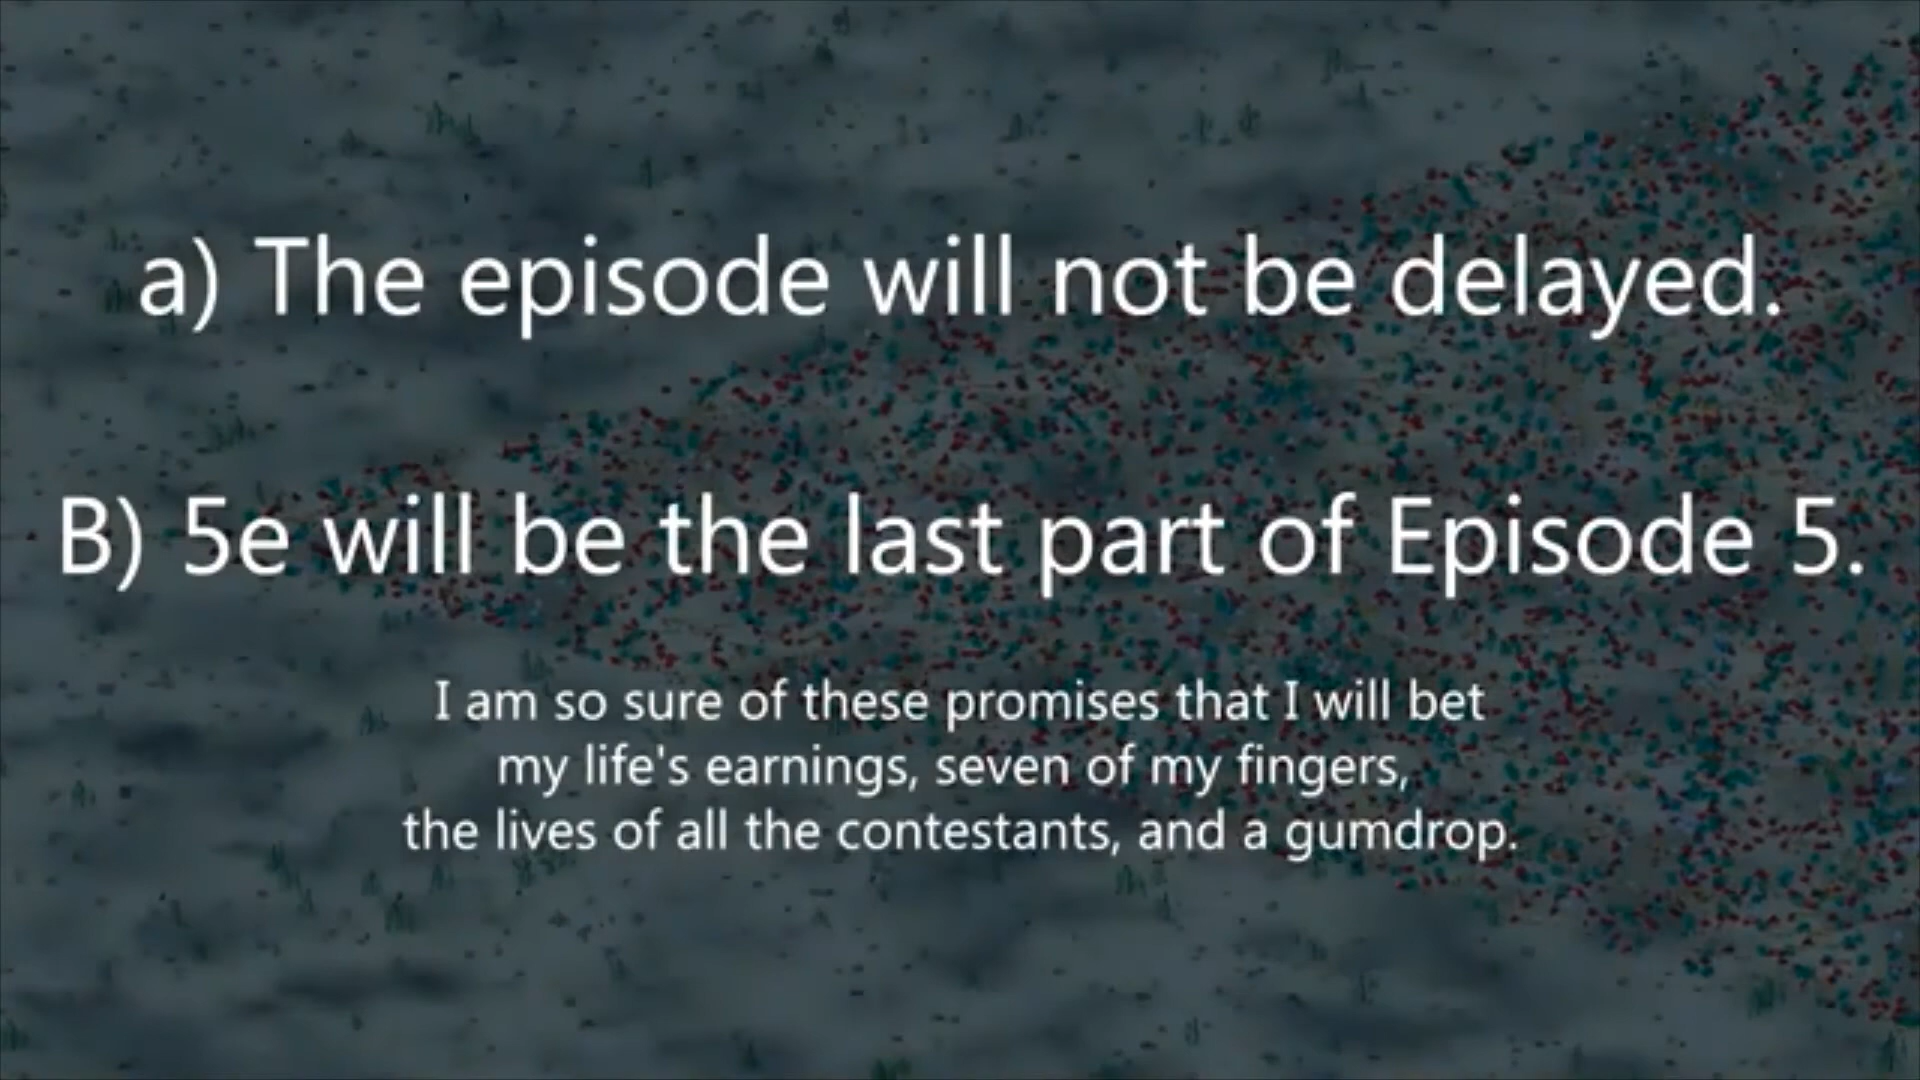 a) The episode will not be delayed.
B) 5e will be the last part of Episode 5.
I am so sure of these promises that I will bet
my life's earnings, seven of my fingers,
the lives of all the contestants, and a gumdrop.